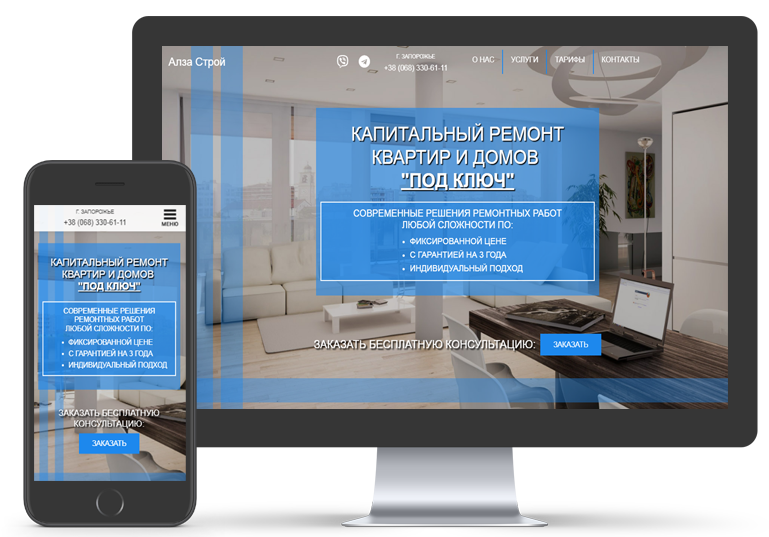 Алза Строй
Г. ЗАПОРОЖЬЕ
+38 (068) 330-61-11
О НАС
УСЛУГИ
ТАРИФЫ
КОНТАКТЫ
КАПИТАЛЬНЫЙ РЕМОНТ
КВАРТИР И ДОМОВ
"ПОД КЛЮЧ"
СОВРЕМЕННЫЕ РЕШЕНИЯ РЕМОНТНЫХ РАБОТ
ЛЮБОЙ СЛОЖНОСТИ ПО:
• ФИКСИРОВАННОЙ ЦЕНЕ
• С ГАРАНТИЕЙ НА 3 ГОДА
• ИНДИВИДУАЛЬНЫЙ ПОДХОД
ЗАКАЗАТЬ БЕСПЛАТНУЮ КОНСУЛЬТАЦИЮ:
ЗАКАЗАТЬ
Г. ЗАПОРОЖЬЕ
+38 (068) 330-61-11
МЕНЮ
КАПИТАЛЬНЫЙ РЕМОНТ
КВАРТИР И ДОМОВ
"ПОД КЛЮЧ"
СОВРЕМЕННЫЕ РЕШЕНИЯ
РЕМОНТНЫХ РАБОТ
ЛЮБОЙ СЛОЖНОСТИ ПО:
• ФИКСИРОВАННОЙ ЦЕНЕ
• С ГАРАНТИЕЙ НА 3 ГОДА
• ИНДИВИДУАЛЬНЫЙ ПОДХОД
ЗАКАЗАТЬ БЕСПЛАТНУЮ
КОНСУЛЬТАЦИЮ:
ЗАКАЗАТЬ